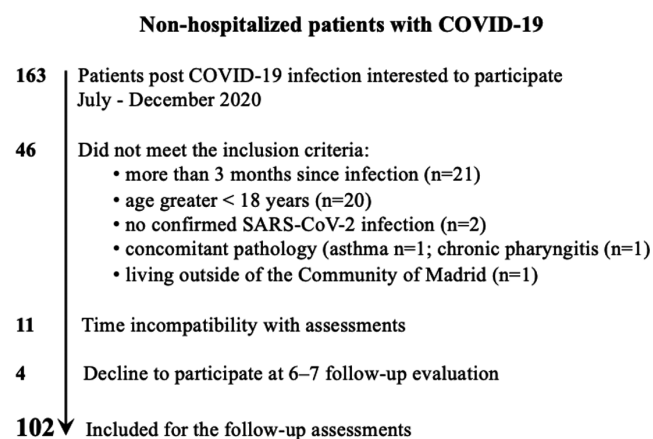 Non-hospitalized patients with COVID-19
163 Patients post COVID-19 infection interested to participate
July - December 2020
46 Did not meet the inclusion criteria:
• more than 3 months since infection (n=21)
• age greater < 18 years (n=20)
• no confirmed SARS-CoV-2 infection (n=2)
• concomitant pathology (asthma n=1; chronic pharyngitis (n=1)
• living outside of the Community of Madrid (n=1)
11 Time incompatibility with assessments
4 Decline to participate at 6–7 follow-up evaluation
102 Included for the follow-up assessments